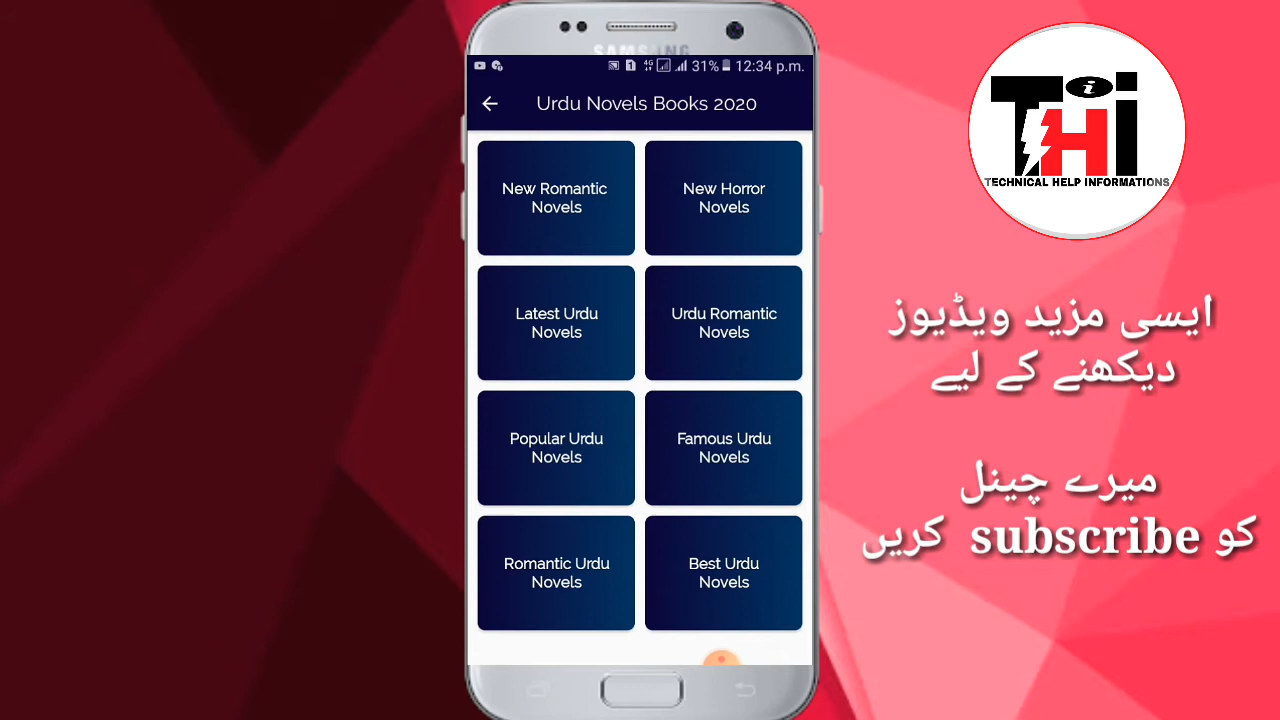 SAMSUNG
4G 31% 12:34 p.m.
Urdu Novels Books 2020
New Romantic
Novels
New Horror
Novels
Latest Urdu
Novels
Urdu Romantic
Novels
Popular Urdu
Novels
Famous Urdu
Novels
Romantic Urdu
Novels
Best Urdu
Novels
THi
TECHNICAL HELP INFORMATIONS
ایسی مزید ویڈیوز
دیکھنے کے لیے
میرے چینل
کو subscribe کریں